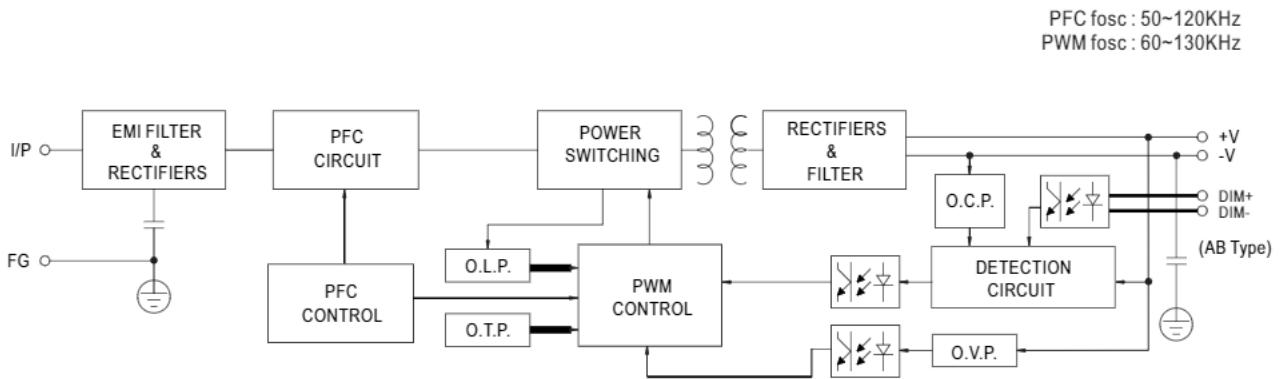 PFC fosc : 50~120KHz
PWM fosc : 60~130KHz
I/P
EMI FILTER
&
RECTIFIERS
PFC
CIRCUIT
POWER
SWITCHING
RECTIFIERS
&
FILTER
+V
-V
O.C.P.
DIM+
DIM-
(AB Type)
FG
O.L.P.
PFC
CONTROL
PWM
CONTROL
DETECTION
CIRCUIT
O.T.P.
O.V.P.